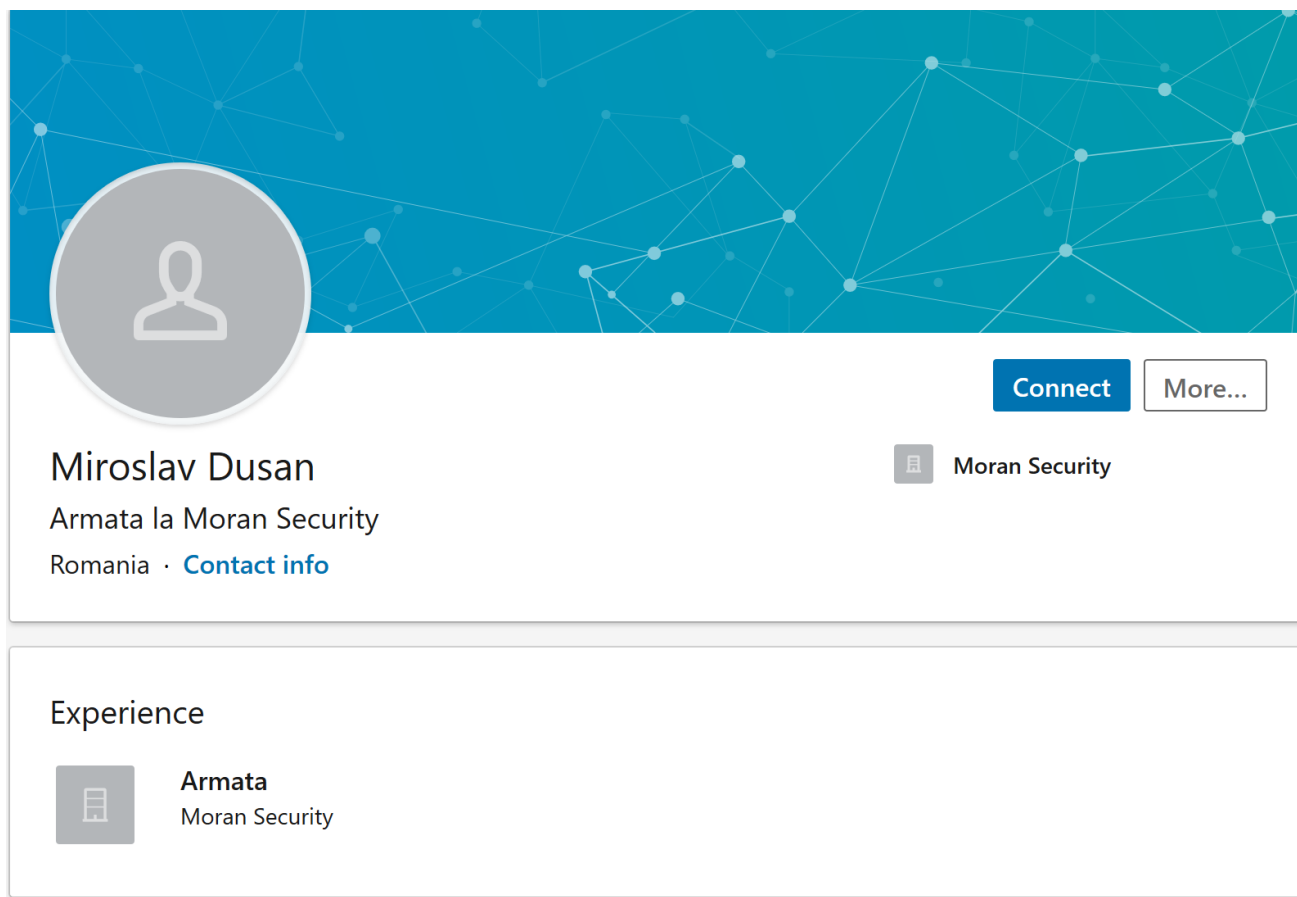 Connect
More...
Miroslav Dusan
Moran Security
Armata la Moran Security
Romania · Contact info
Experience
Armata
Moran Security